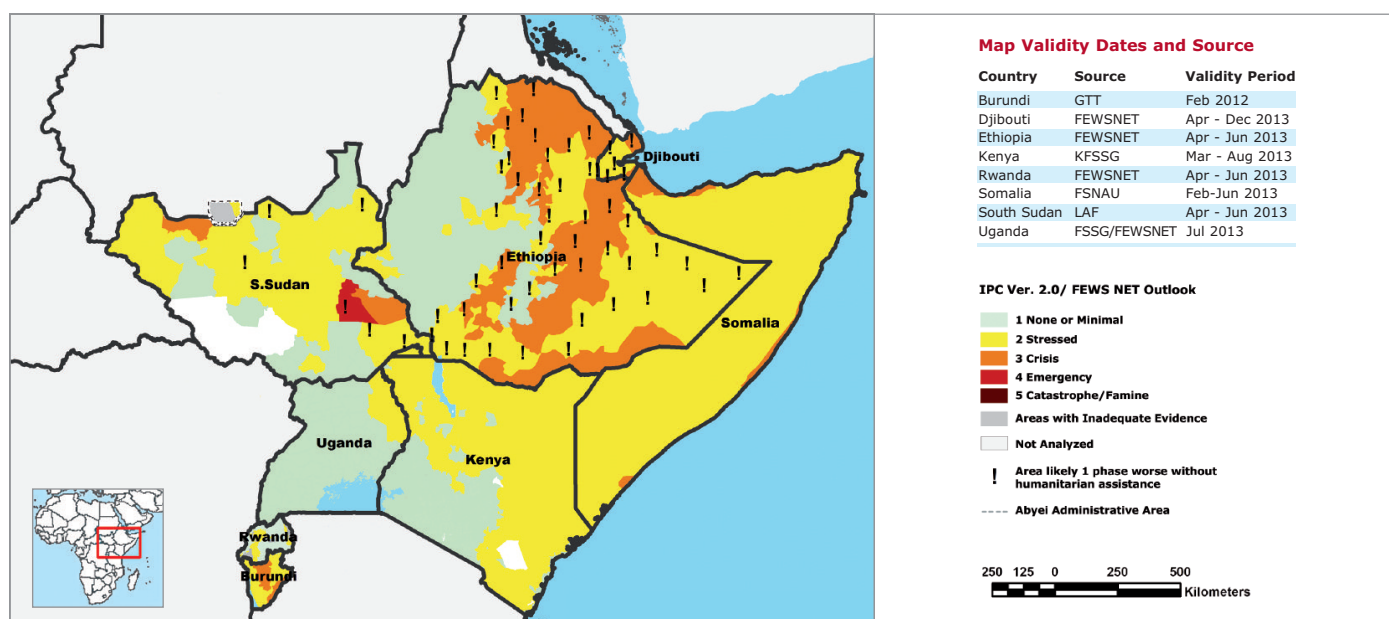 Djibouti
Ethiopia
S.Sudan
Somalia
Uganda
Kenya
Rwanda
Burundi
Map Validity Dates and Source
Country Source Validity Period
Burundi GTT Feb 2012
Djibouti FEWSNET Apr - Dec 2013
Ethiopia FEWSNET Apr - Jun 2013
Kenya KFSSG Mar - Aug 2013
Rwanda FEWSNET Apr - Jun 2013
Somalia FSNAU Feb-Jun 2013
South Sudan LAF Apr - Jun 2013
Uganda FSSG/FEWSNET Jul 2013
IPC Ver. 2.0/ FEWS NET Outlook
1 None or Minimal
2 Stressed
3 Crisis
4 Emergency
5 Catastrophe/Famine
Areas with Inadequate Evidence
Not Analyzed
! Area likely 1 phase worse without
humanitarian assistance
Abyei Administrative Area
250 125 0 250 500
Kilometers